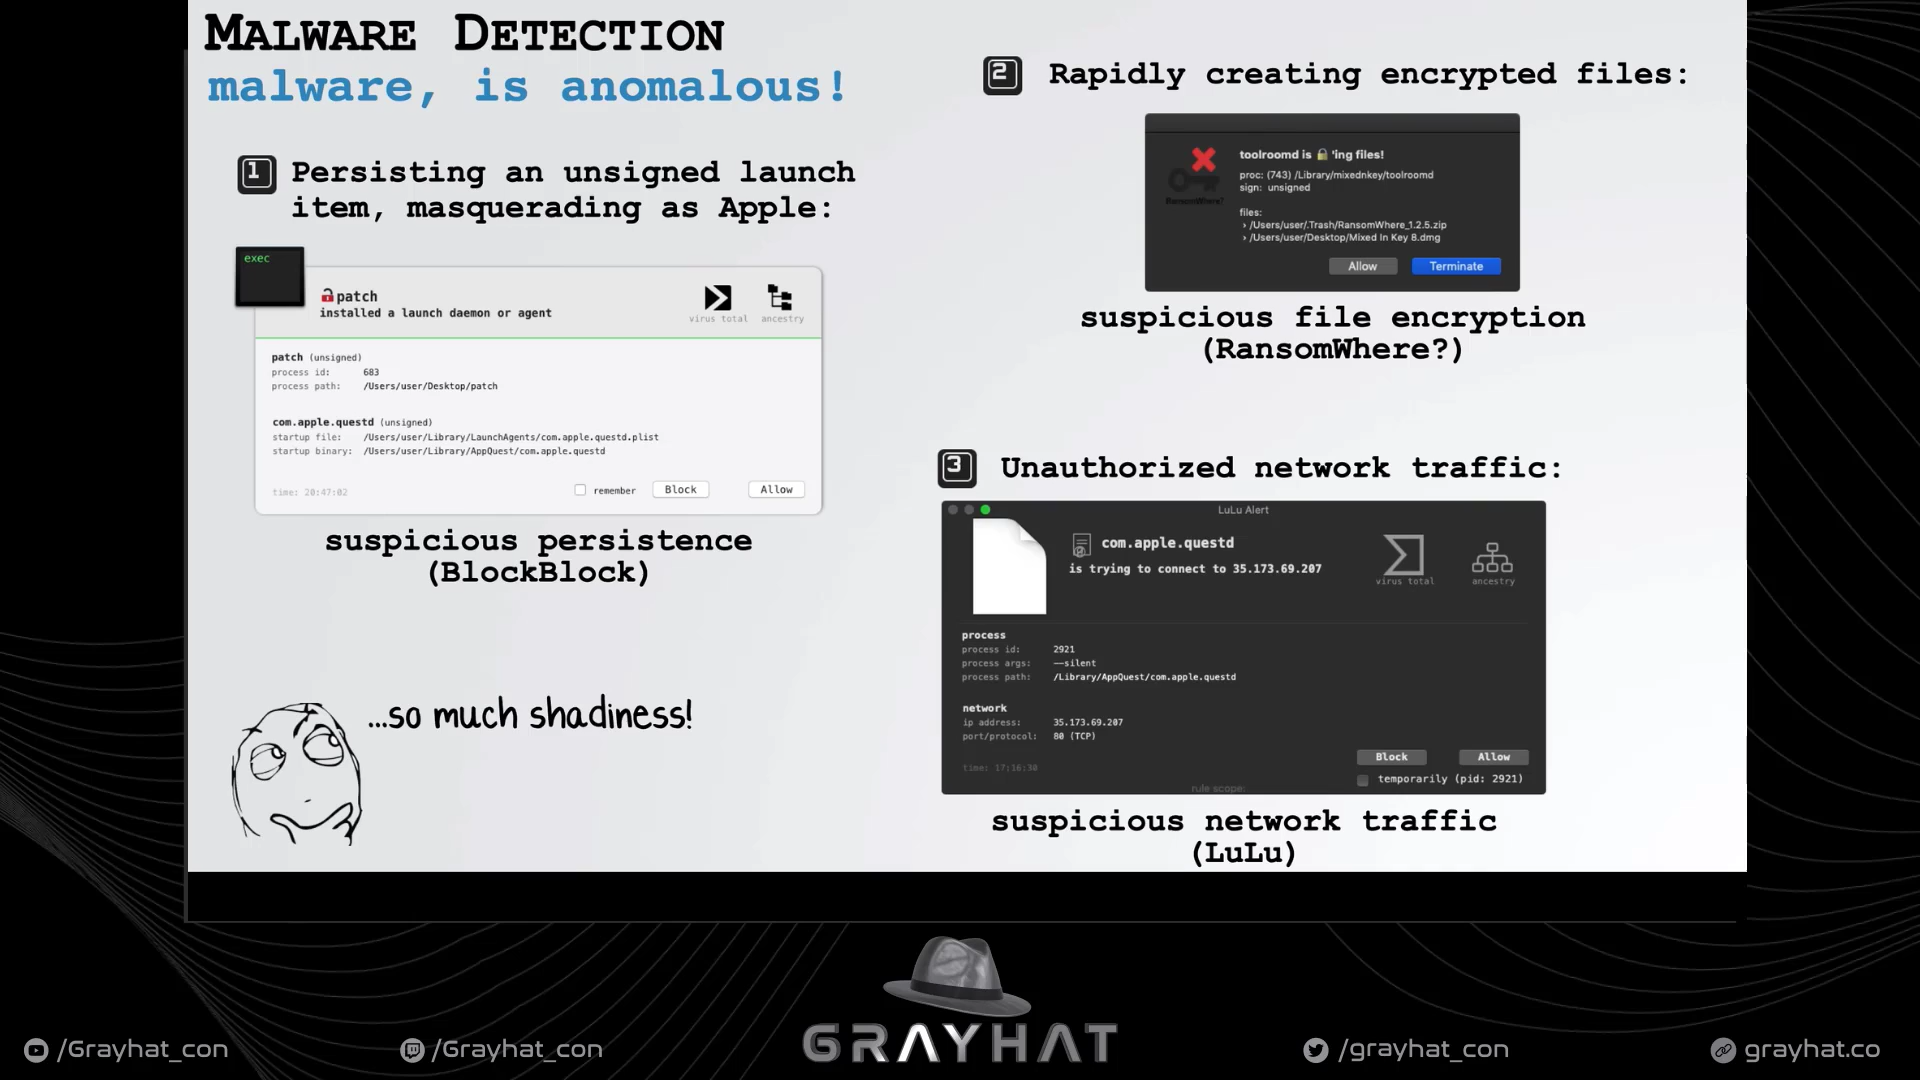 MALWARE DETECTION
malware, is anomalous!
1 Persisting an unsigned launch
item, masquerading as Apple:
exec
patch
installed a launch daemon or agent
virus total
ancestry
patch (unsigned)
process id: 683
process path: /Users/user/Desktop/patch
com.apple.questd (unsigned)
startup file: /Users/user/Library/LaunchAgents/com.apple.questd.plist
startup binary: /Users/user/Library/AppQuest/com.apple.questd
time: 20:47:02
remember
Block
Allow
suspicious persistence
(BlockBlock)
...so much shadiness!
2 Rapidly creating encrypted files:
toolroomd is 🔒 'ing files!
proc: (743) /Library/mixednkey/toolroomd
sign: unsigned
RansomWhere?
files:
› /Users/user/.Trash/RansomWhere_1.2.5.zip
› /Users/user/Desktop/Mixed In Key 8.dmg
Allow
Terminate
suspicious file encryption
(RansomWhere?)
3 Unauthorized network traffic:
LuLu Alert
com.apple.questd
is trying to connect to 35.173.69.207
virus total
ancestry
process
process id: 2921
process args: —silent
process path: /Library/AppQuest/com.apple.questd
network
ip address: 35.173.69.207
port/protocol: 80 (TCP)
time: 17:16:30
Block
Allow
temporarily (pid: 2921)
rule scope:
suspicious network traffic
(LuLu)
GRAYHAT
/Grayhat_con
/Grayhat_con
/grayhat_con
grayhat.co